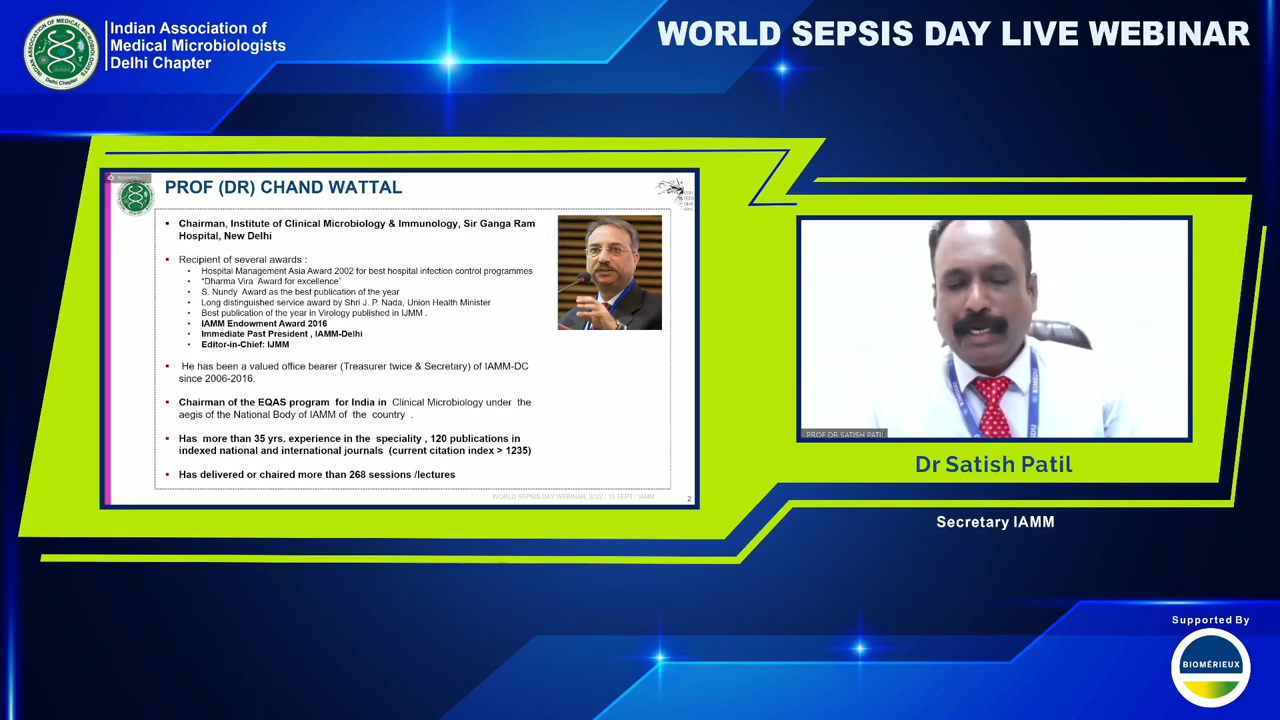 Indian Association of
Medical Microbiologists
Delhi Chapter
WORLD SEPSIS DAY LIVE WEBINAR
PROF (DR) CHAND WATTAL
Chairman, Institute of Clinical Microbiology & Immunology, Sir Ganga Ram
Hospital, New Delhi
Recipient of several awards :
Hospital Management Asia Award 2002 for best hospital infection control programmes
“Dharma Vira Award for excellence”
S. Nundy Award as the best publication of the year
Long distinguished service award by Shri J. P. Nada, Union Health Minister
Best publication of the year in Virology published in IJMM .
IAMM Endowment Award 2016
Immediate Past President , IAMM-Delhi
Editor-in-Chief: IJMM
He has been a valued office bearer (Treasurer twice & Secretary) of IAMM-DC
since 2006-2016.
Chairman of the EQAS program for India in Clinical Microbiology under the
aegis of the National Body of IAMM of the country .
Has more than 35 yrs. experience in the speciality , 120 publications in
indexed national and international journals (current citation index > 1235)
Has delivered or chaired more than 268 sessions /lectures
WORLD SEPSIS DAY WEBINAR, 2022 / 13 SEPT / IAMM
2
PROF DR SATISH PATIL
Dr Satish Patil
Secretary IAMM
Supported By
BIOMÉRIEUX